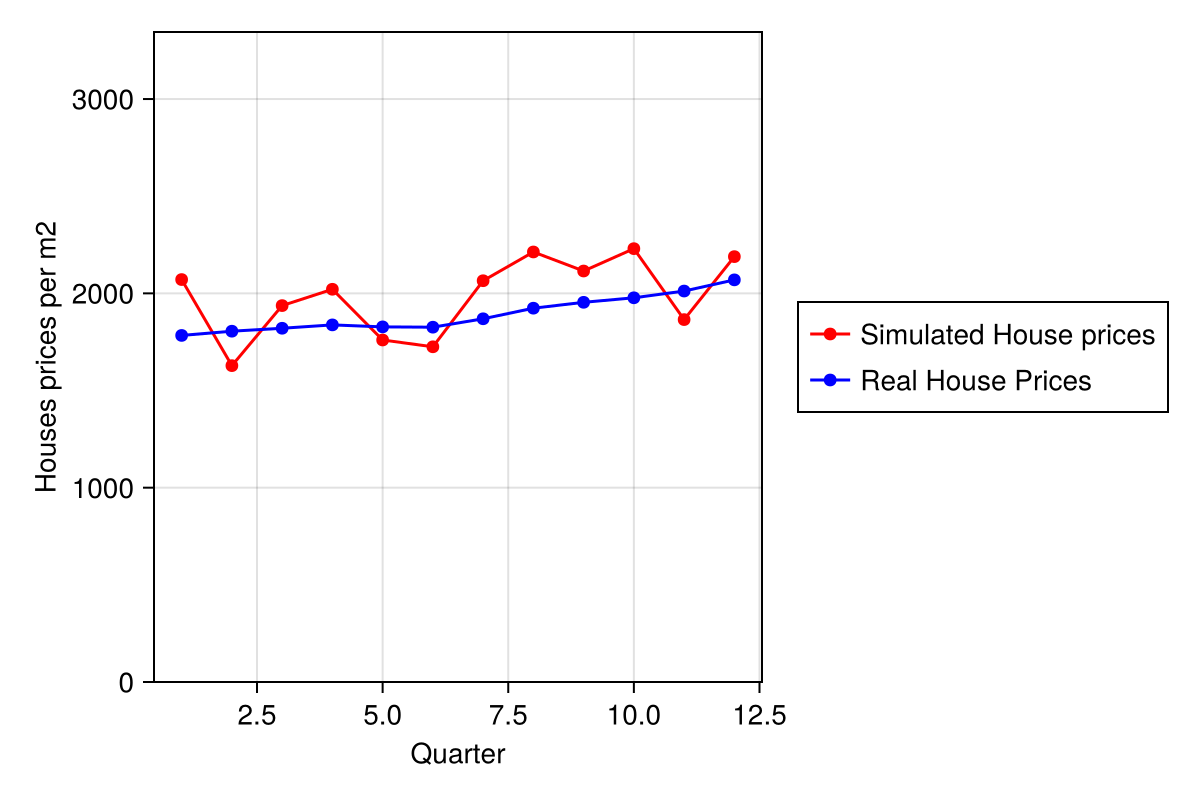 3000
2000
1000
0
Houses prices per m2
2.5 5.0 7.5 10.0 12.5
Quarter
Simulated House prices
Real House Prices